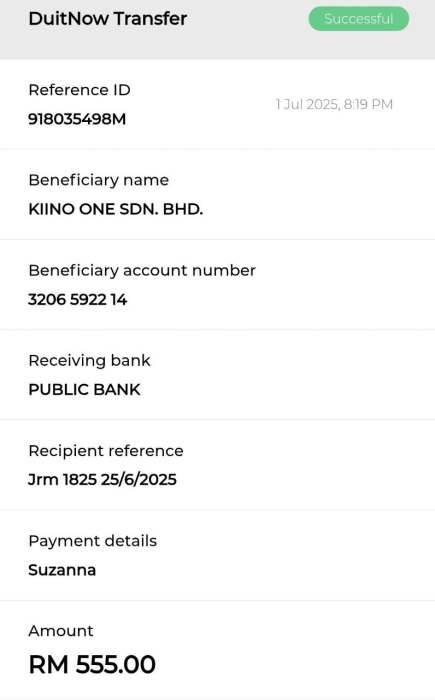 DuitNow Transfer
Successful
Reference ID
1 Jul 2025, 8:19 PM
918035498M
Beneficiary name
KIINO ONE SDN. BHD.
Beneficiary account number
3206 5922 14
Receiving bank
PUBLIC BANK
Recipient reference
Jrm 1825 25/6/2025
Payment details
Suzanna
Amount
RM 555.00